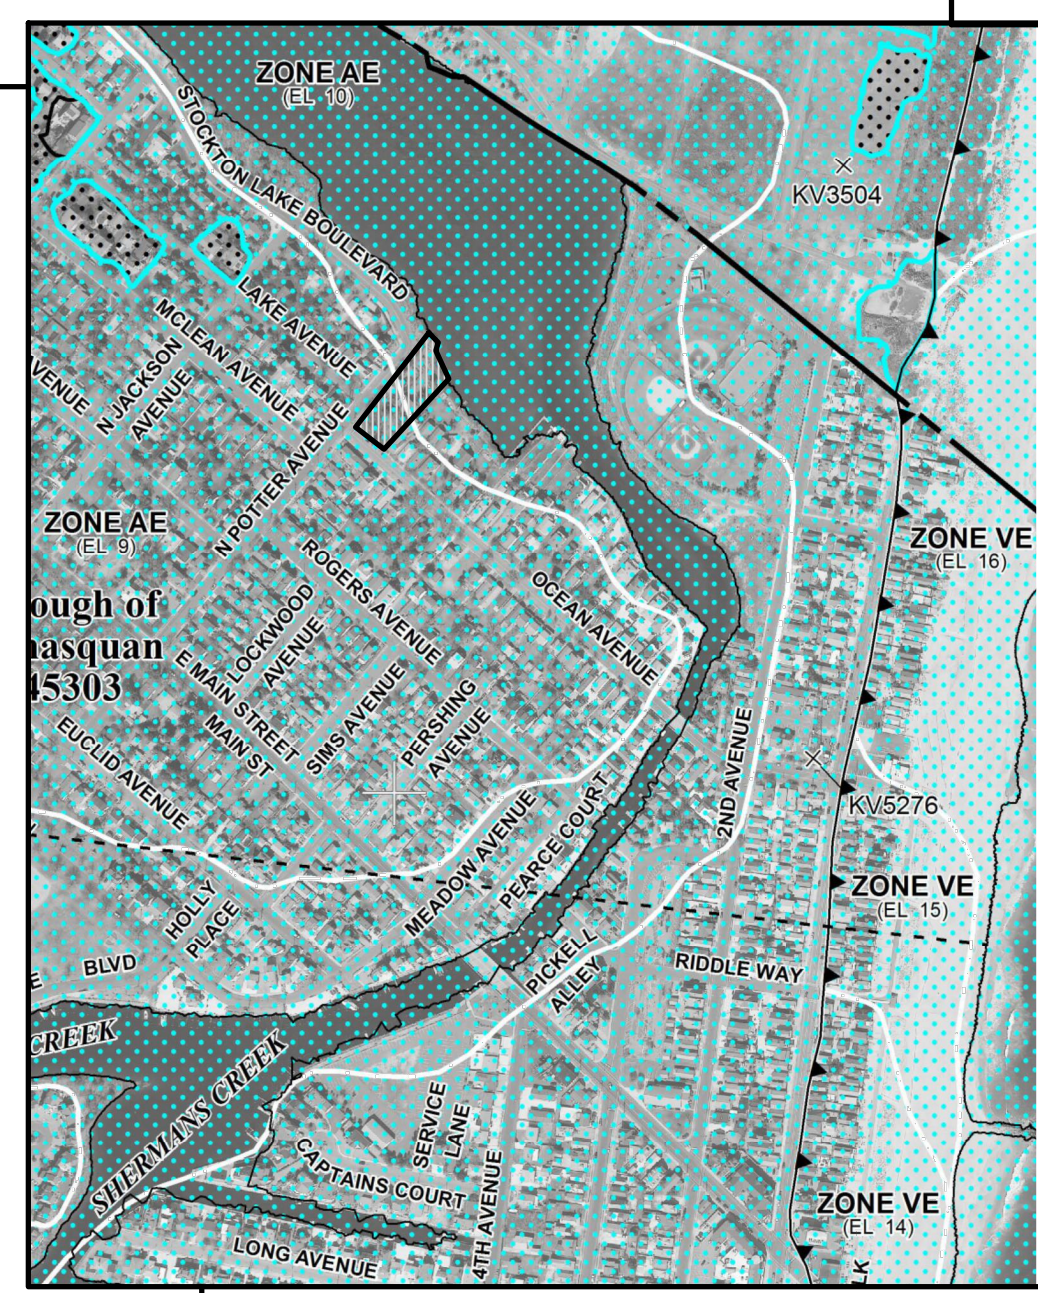 ZONE AE
(EL 10)
STOCKTON LAKE BOULEVARD
KV3504
LAKE AVENUE
MCLEAN AVENUE
N JACKSON
AVENUE
N POTTER AVENUE
ZONE AE
(EL 9)
ZONE VE
(EL 16)
ROGERS AVENUE
OCEAN AVENUE
LOCKWOOD
AVENUE
ough of
nasquan
45303
E MAIN STREET
MAIN ST
SIMS AVENUE
PERSHING
AVENUE
EUCLID AVENUE
2ND AVENUE
KV5276
MEADOW AVENUE
PEARCE COURT
ZONE VE
(EL 15)
HOLLY
PLACE
E BLVD
PICKELL
ALLEY
RIDDLE WAY
CREEK
SHERMANS CREEK
SERVICE
LANE
CAPTAINS COURT
4TH AVENUE
ZONE VE
(EL 14)
LONG AVENUE
LK